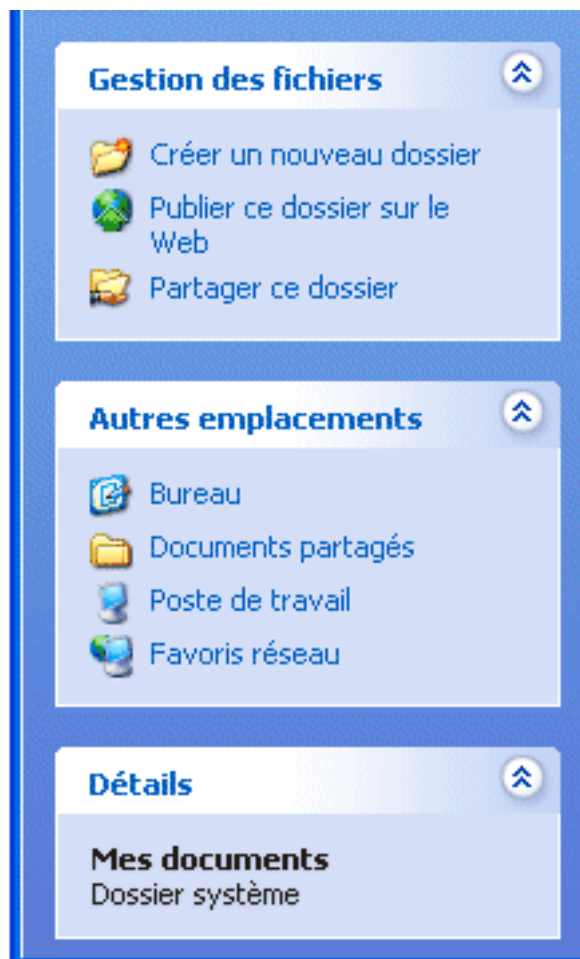 Gestion des fichiers
Créer un nouveau dossier
Publier ce dossier sur le
Web
Partager ce dossier
Autres emplacements
Bureau
Documents partagés
Poste de travail
Favoris réseau
Détails
Mes documents
Dossier système